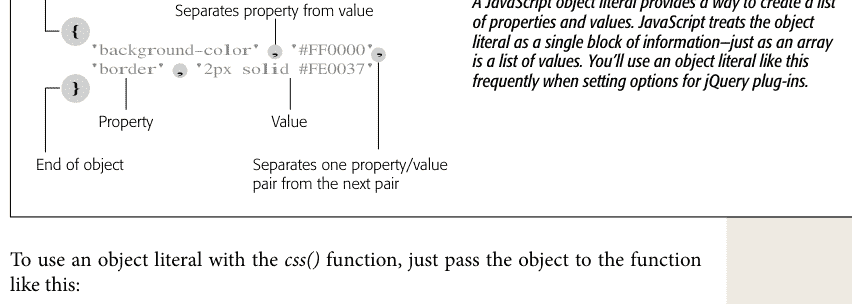 Separates property from value
A JavaScript object literal provides a way to create a list
of properties and values. JavaScript treats the object
literal as a single block of information—just as an array
is a list of values. You'll use an object literal like this
frequently when setting options for jQuery plug-ins.
{
'background-color' , '#FF0000',
'border' , '2px solid #FE0037'
}
Property
Value
End of object
Separates one property/value
pair from the next pair
To use an object literal with the css() function, just pass the object to the function
like this: